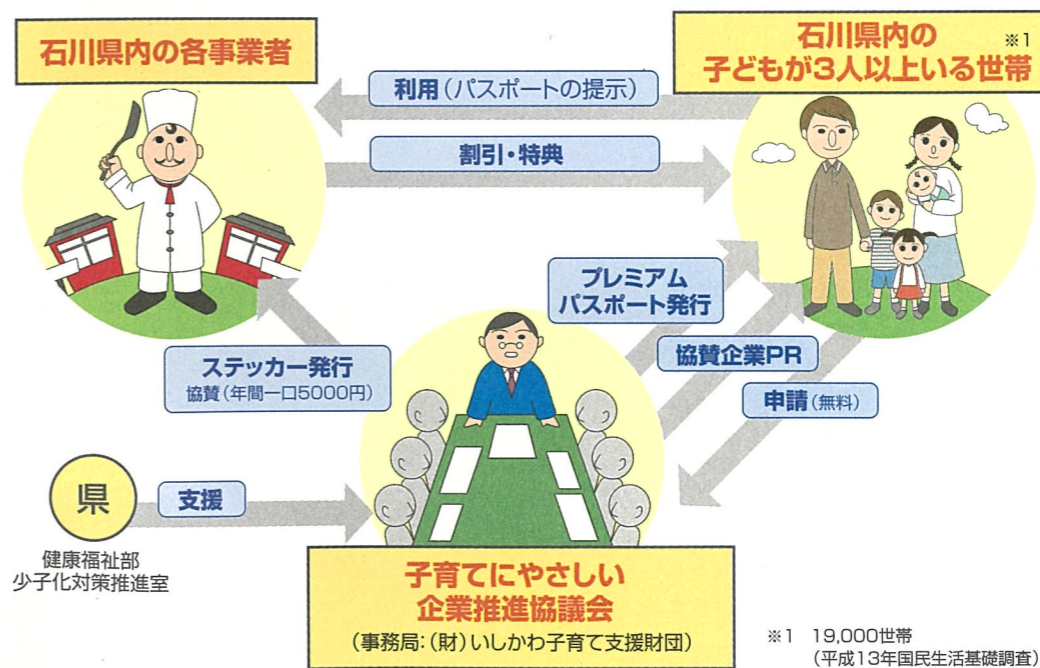 石川県内の各事業者
石川県内の ※1
子どもが3人以上いる世帯
利用(パスポートの提示)
割引・特典
プレミアム
パスポート発行
協賛企業PR
申請(無料)
ステッカー発行
協賛(年間一口5000円)
県
支援
健康福祉部
少子化対策推進室
子育てにやさしい
企業推進協議会
(事務局:(財)いしかわ子育て支援財団)
※1 19,000世帯
(平成13年国民生活基礎調査)